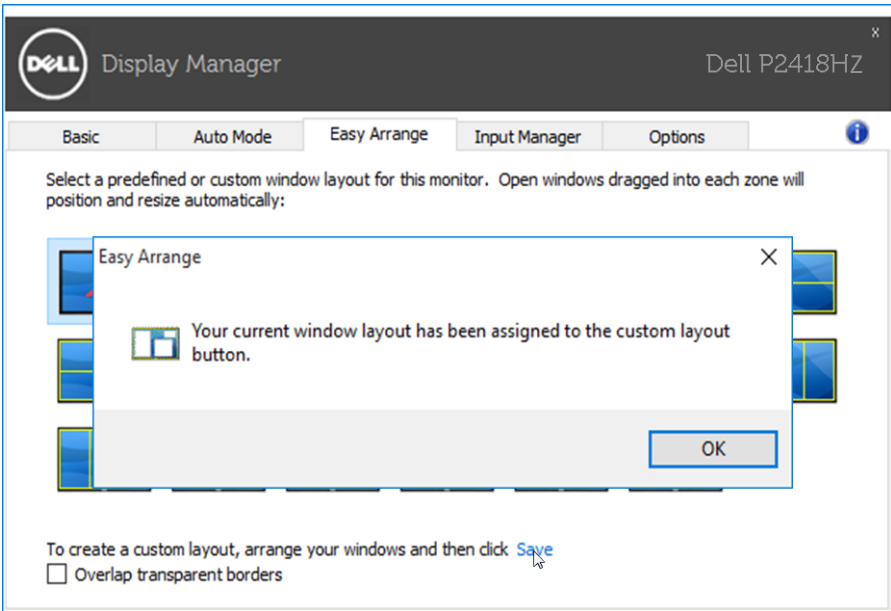 DELL
Display Manager
Dell P2418HZ
x
Basic
Auto Mode
Easy Arrange
Input Manager
Options
i
Select a predefined or custom window layout for this monitor. Open windows dragged into each zone will
position and resize automatically:
Easy Arrange
Your current window layout has been assigned to the custom layout
button.
OK
To create a custom layout, arrange your windows and then click Save
Overlap transparent borders